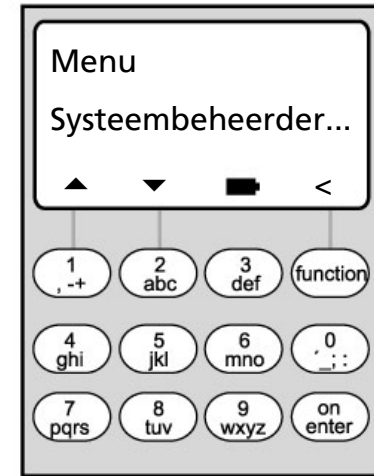 Menu
Systeembeheerder...
<
1 2 3 function
, -+ abc def
4 5 6 0
ghi jkl mno ´_; :
7 8 9 on
pqrs tuv wxyz enter